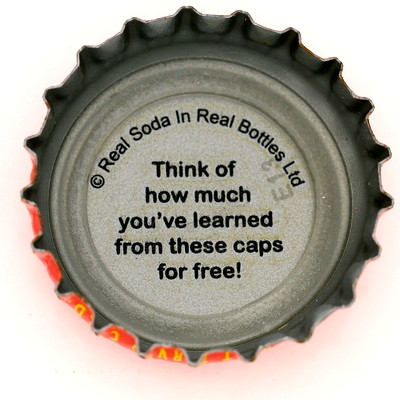 © Real Soda In Real Bottles Ltd
Think of
how much
you've learned
from these caps
for free!